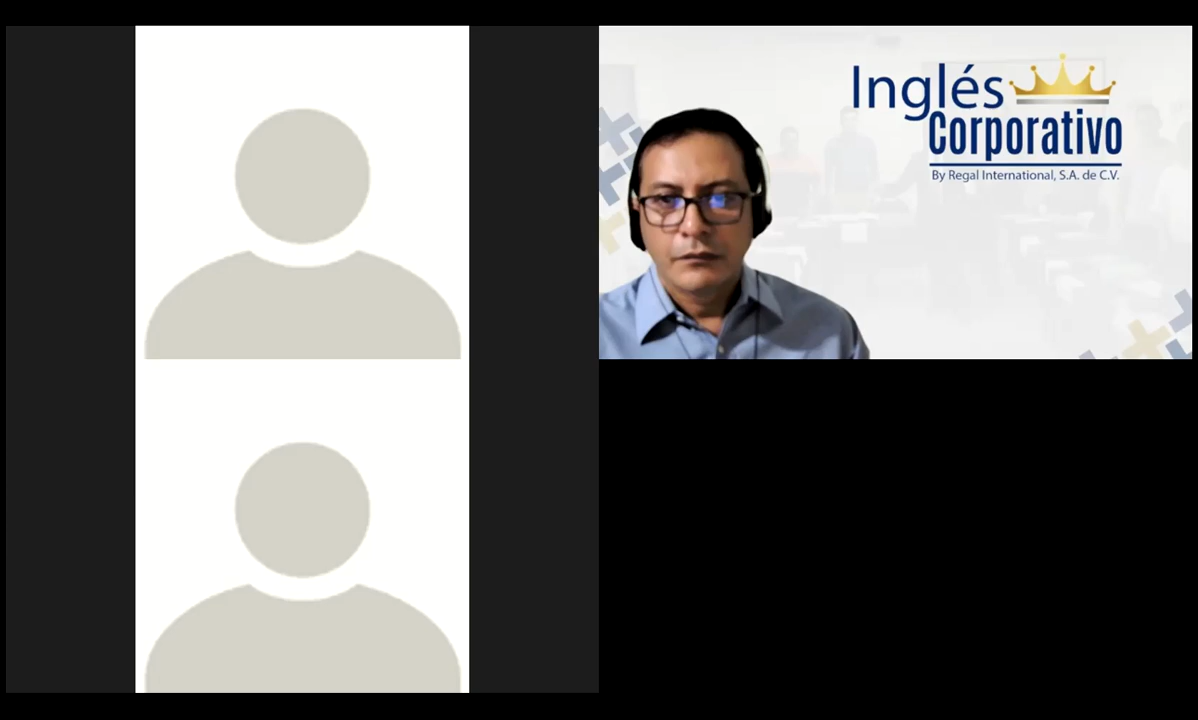 Inglés
Corporativo
By Regal International, S.A. de C.V.